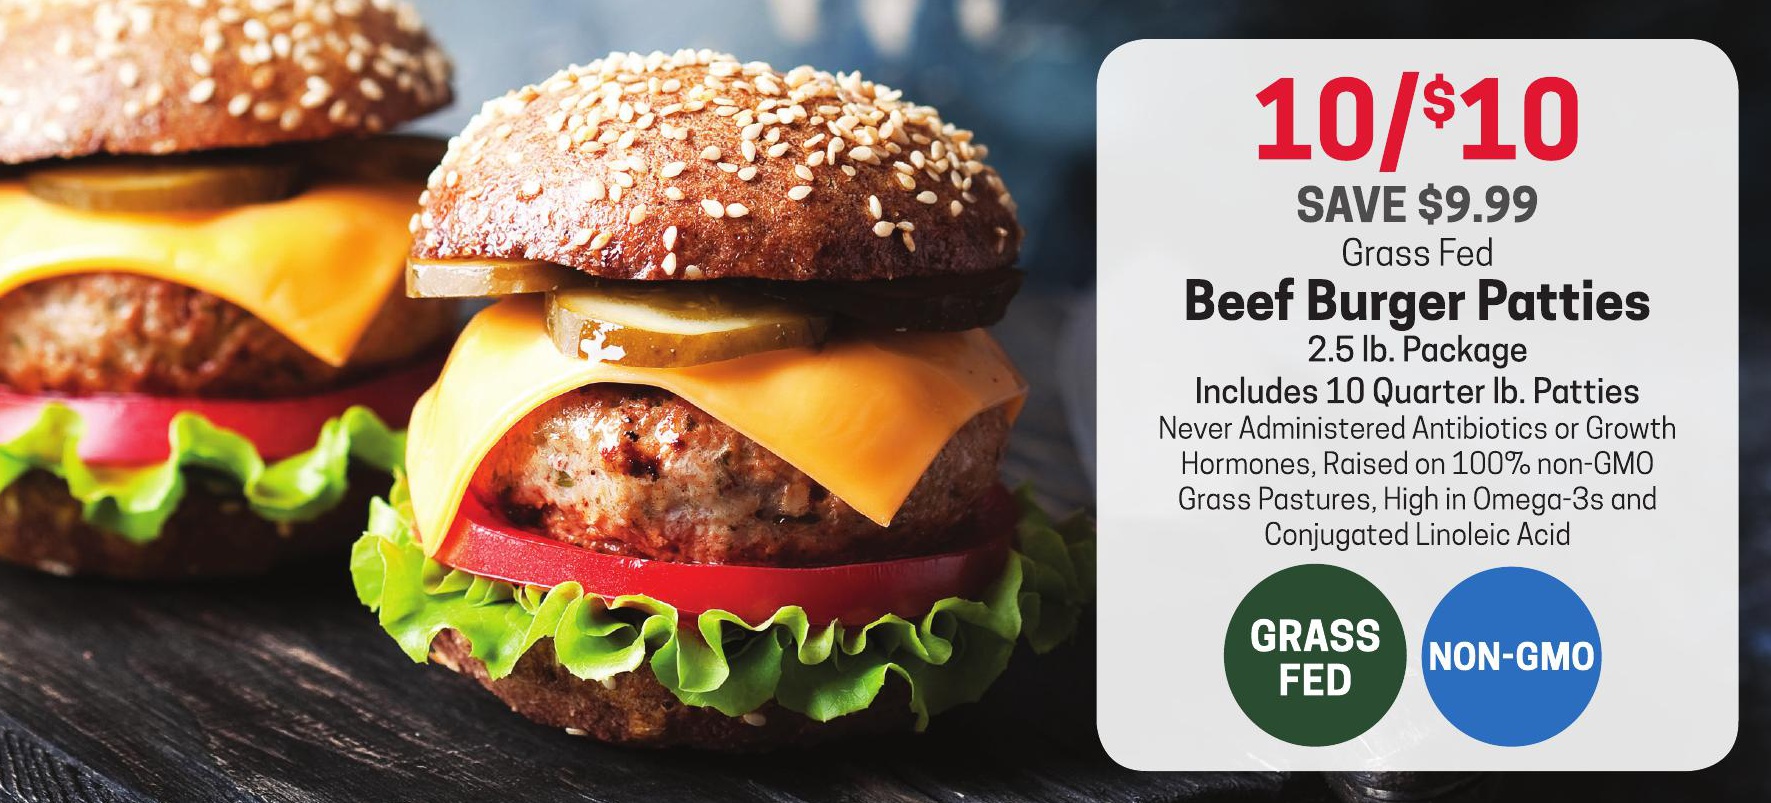 10/$10
SAVE $9.99
Grass Fed
Beef Burger Patties
2.5 lb. Package
Includes 10 Quarter lb. Patties
Never Administered Antibiotics or Growth
Hormones, Raised on 100% non-GMO
Grass Pastures, High in Omega-3s and
Conjugated Linoleic Acid
GRASS
FED
NON-GMO